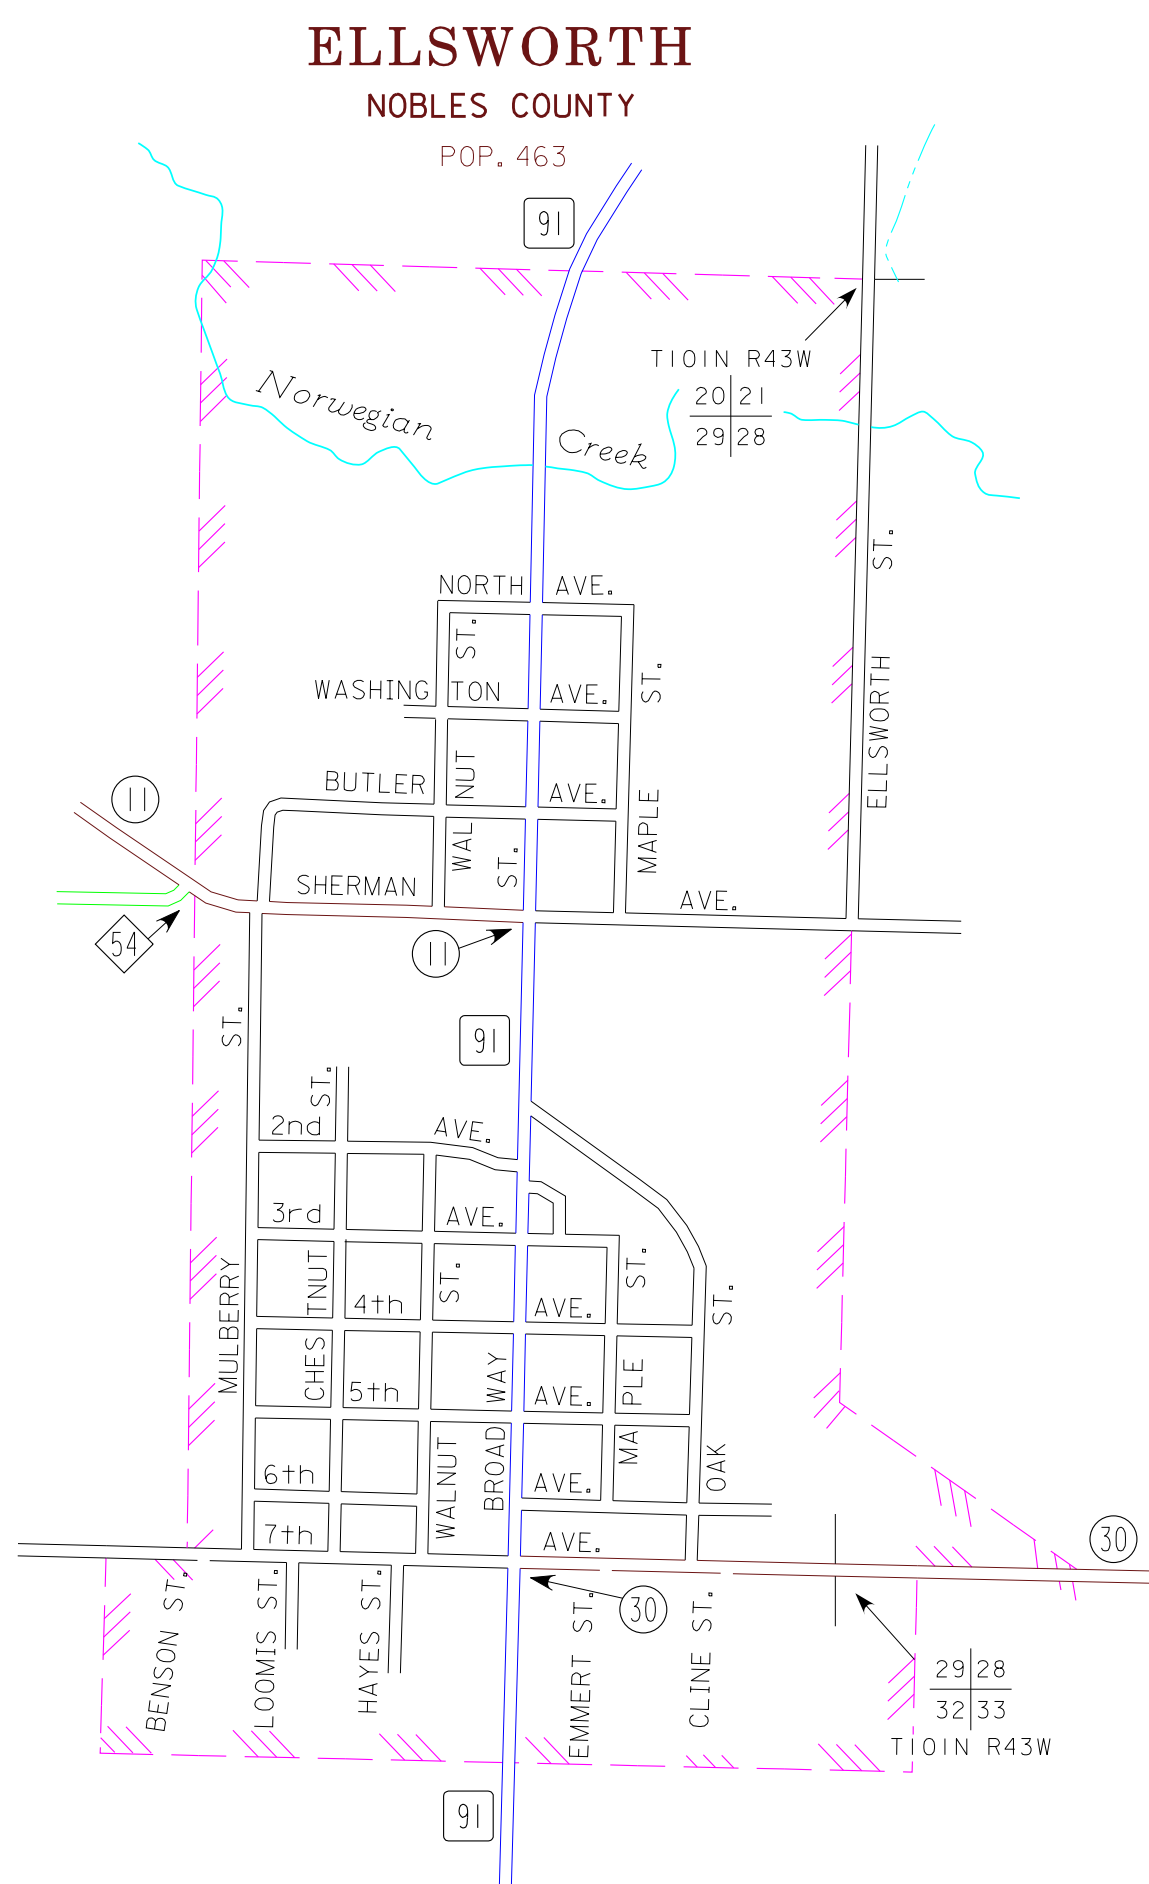 ELLSWORTH
NOBLES COUNTY
POP. 463
91
T101N R43W
20 21
29 28
Norwegian Creek
ST.
NORTH AVE.
ST.
WASHINGTON AVE.
ST.
ELLSWORTH
BUTLER AVE.
NUT
11
MAPLE
WAL
ST.
SHERMAN AVE.
54
11
ST.
91
ST.
2nd AVE.
3rd AVE.
ST.
ST.
TNUT
4th AVE.
ST.
MULBERRY
CHES
5th AVE.
WAY
PLE
6th AVE.
WALNUT
BROAD
MA
OAK
7th AVE.
30
BENSON ST.
LOOMIS ST.
HAYES ST.
EMMERT ST.
30
CLINE ST.
29 28
32 33
T101N R43W
91